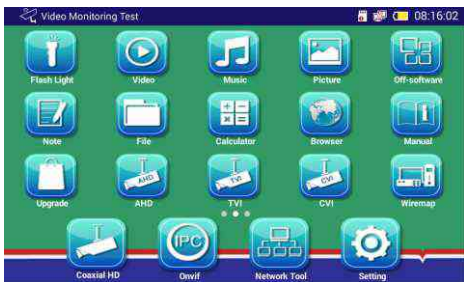 Video Monitoring Test 08:16:02
Flash Light Video Music Picture Off-software
Note File Calculator Browser Manual
AHD TVI CVI
Upgrade AHD TVI CVI Wiremap
IPC
Coaxial HD Onvif Network Tool Setting